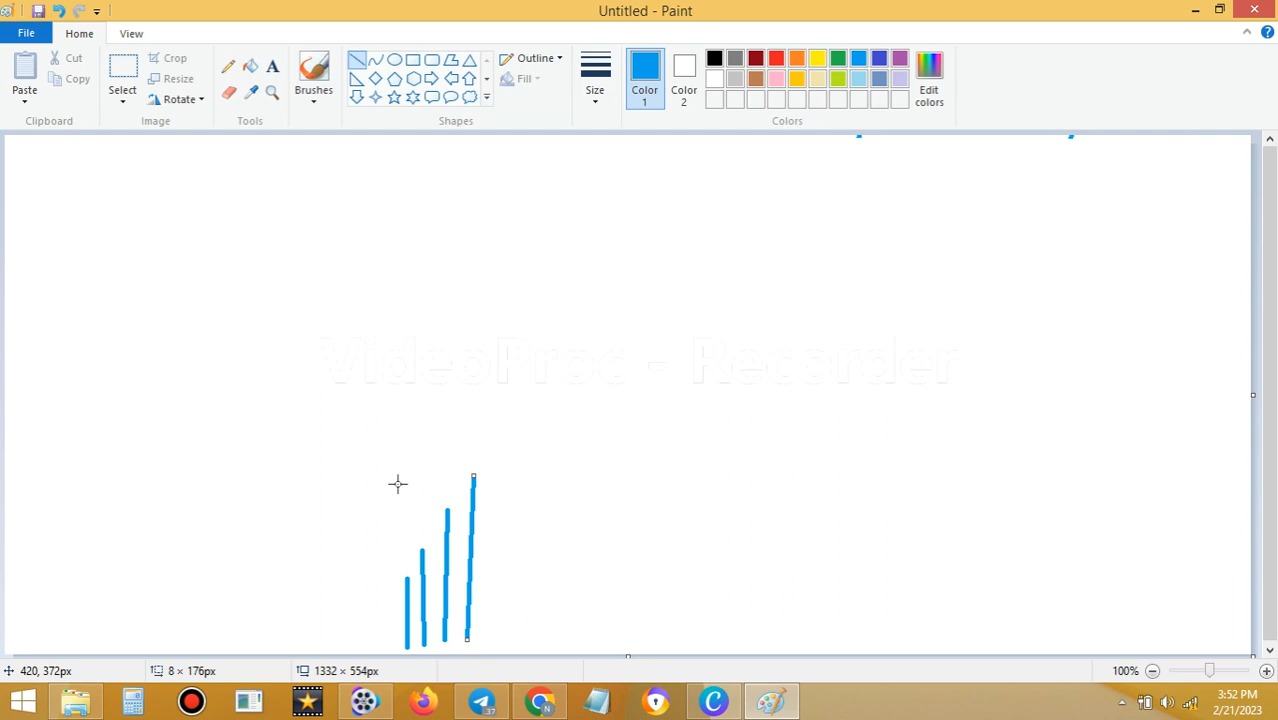 Untitled - Paint
File
Home
View
Paste
Cut
Copy
Clipboard
Select
Crop
Resize
Rotate
Image
A
Tools
Brushes
Outline
Fill
Shapes
Size
Color 1
Color 2
Edit colors
Colors
VideoProc - Recorder
420, 372px
8 × 176px
1332 × 554px
100%
37
N
C
3:52 PM
2/21/2023